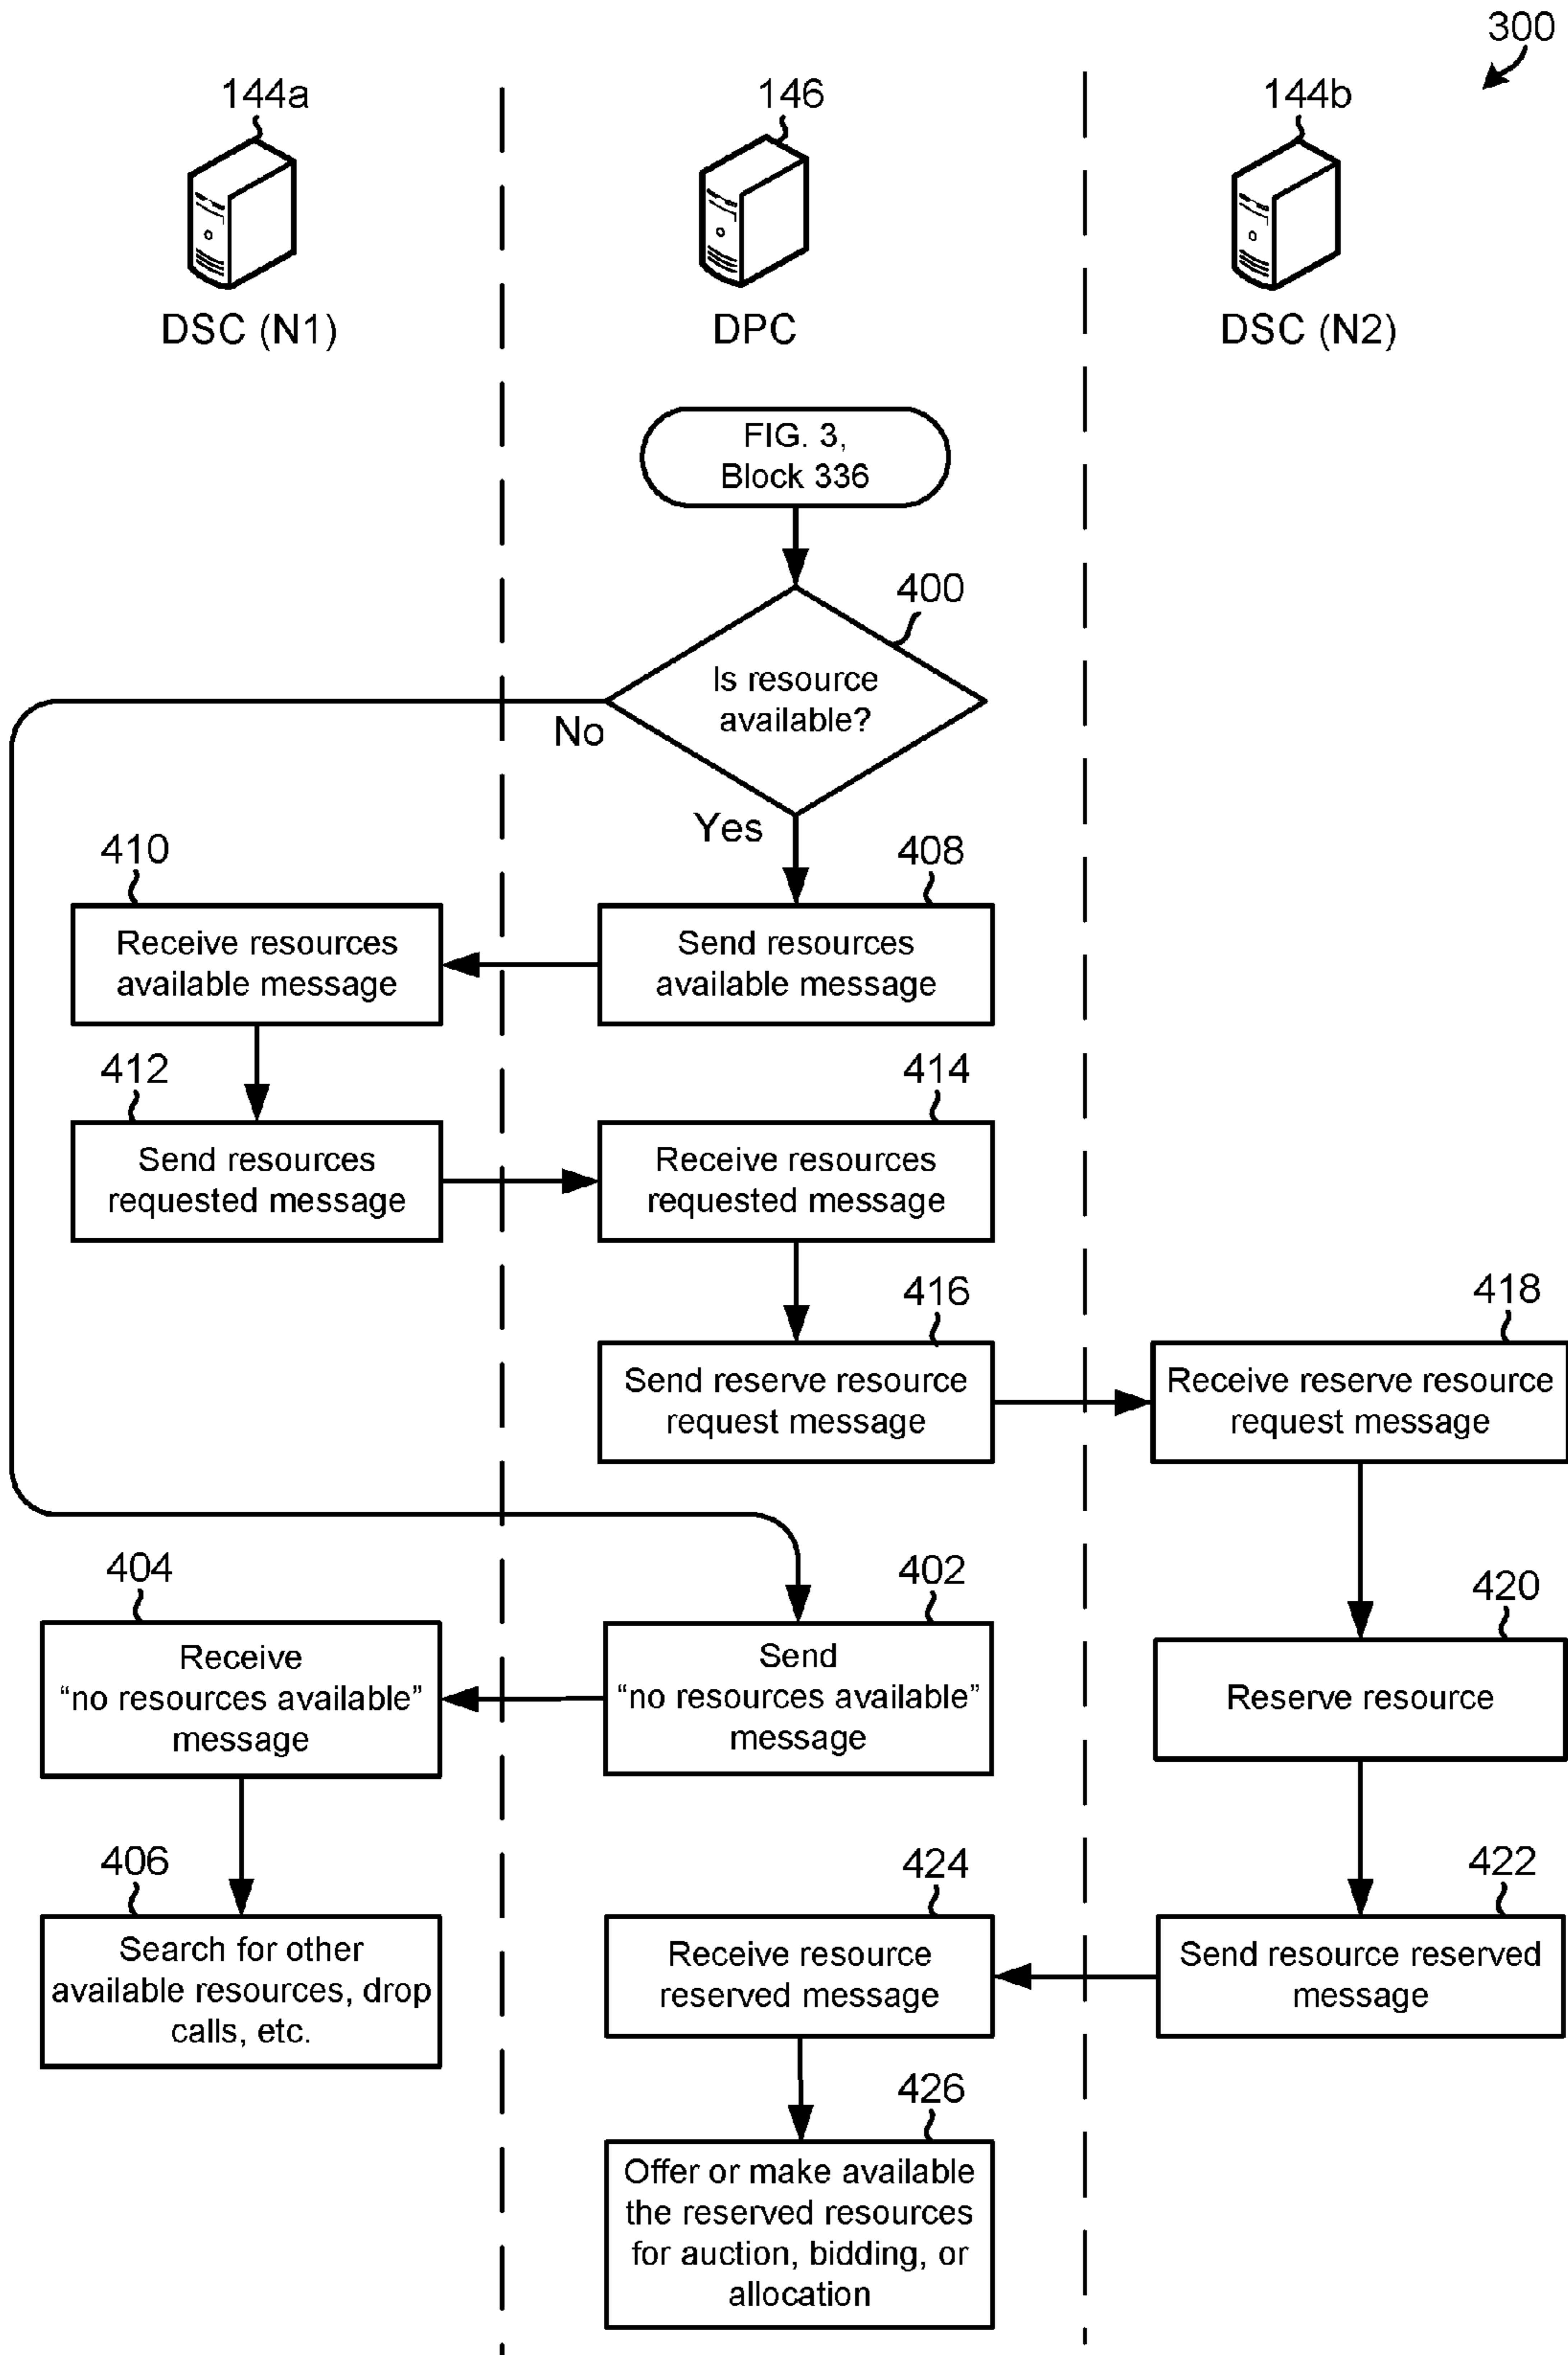 300
144a
146
144b
DSC (N1)
DPC
DSC (N2)
FIG. 3,
Block 336
400
Is resource
available?
No
Yes
410
408
Receive resources
available message
Send resources
available message
412
414
Send resources
requested message
Receive resources
requested message
416
418
Send reserve resource
request message
Receive reserve resource
request message
404
402
420
Receive
“no resources available”
message
Send
“no resources available”
message
Reserve resource
406
424
422
Search for other
available resources, drop
calls, etc.
Receive resource
reserved message
Send resource reserved
message
426
Offer or make available
the reserved resources
for auction, bidding, or
allocation